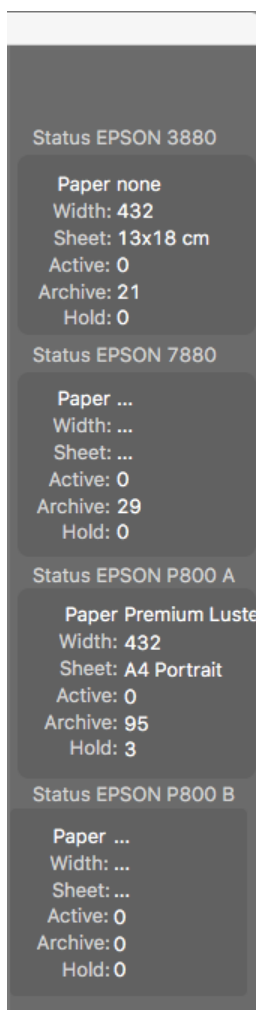 Status EPSON 3880
Paper none
Width: 432
Sheet: 13x18 cm
Active: 0
Archive: 21
Hold: 0
Status EPSON 7880
Paper ...
Width: ...
Sheet: ...
Active: 0
Archive: 29
Hold: 0
Status EPSON P800 A
Paper Premium Luste
Width: 432
Sheet: A4 Portrait
Active: 0
Archive: 95
Hold: 3
Status EPSON P800 B
Paper ...
Width: ...
Sheet: ...
Active: 0
Archive: 0
Hold: 0